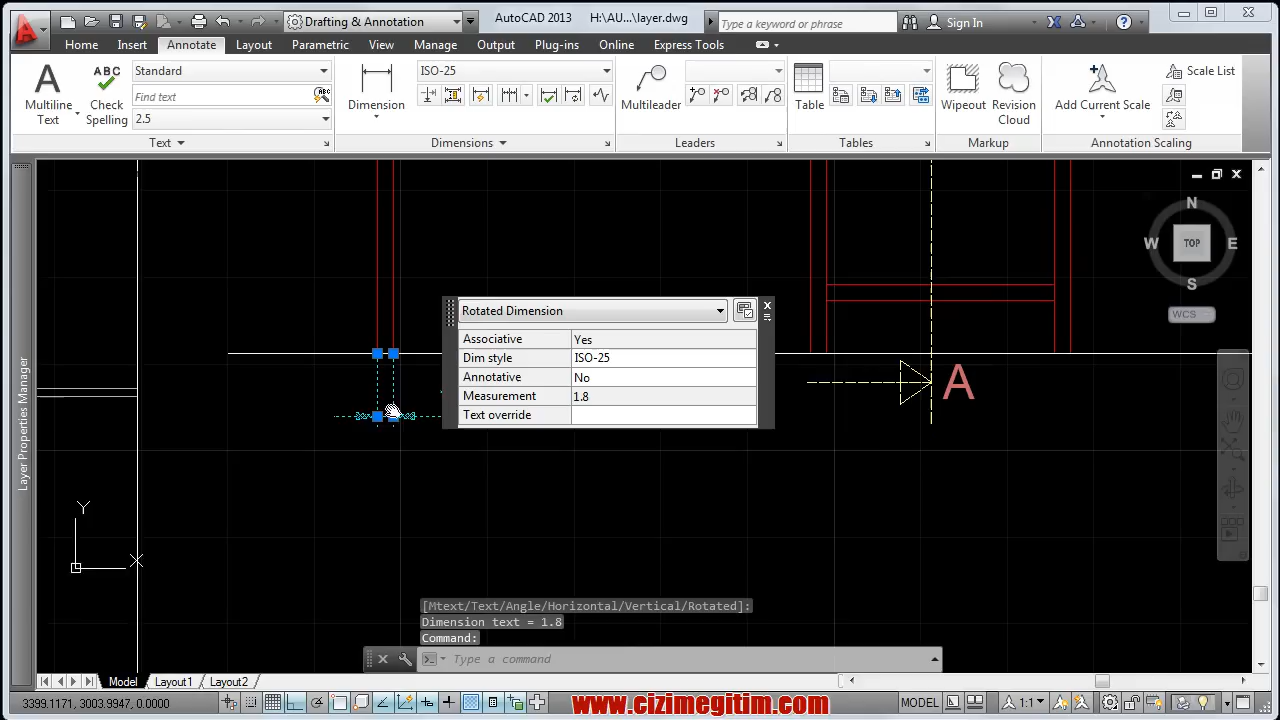 Drafting & Annotation
AutoCAD 2013 H:\AU...\layer.dwg
Type a keyword or phrase
Sign In
Home Insert Annotate Layout Parametric View Manage Output Plug-ins Online Express Tools
A
Multiline
Text
ABC
Check
Spelling
Standard
Find text
ABC
2.5
Text
Dimension
ISO-25
Dimensions
Multileader
Leaders
Table
Tables
Wipeout
Revision
Cloud
Markup
Add Current Scale
Scale List
Annotation Scaling
Layer Properties Manager
N
W TOP E
S
WCS
Rotated Dimension
Associative Yes
Dim style ISO-25
Annotative No
Measurement 1.8
Text override
A
Y
X
[Mtext/Text/Angle/Horizontal/Vertical/Rotated]:
Dimension text = 1.8
Command:
Type a command
Model Layout1 Layout2
3399.1171, 3003.9947, 0.0000
MODEL
1:1
www.cizimegitim.com